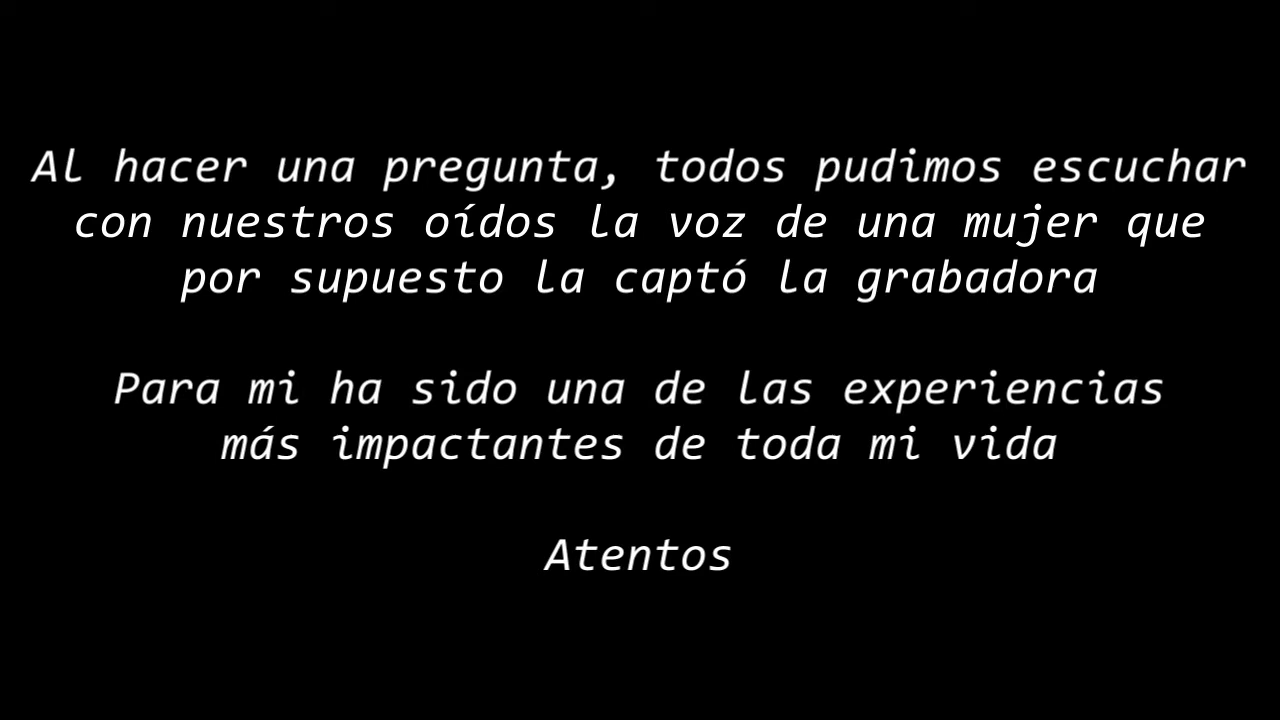 Al hacer una pregunta, todos pudimos escuchar
con nuestros oídos la voz de una mujer que
por supuesto la captó la grabadora
Para mi ha sido una de las experiencias
más impactantes de toda mi vida
Atentos